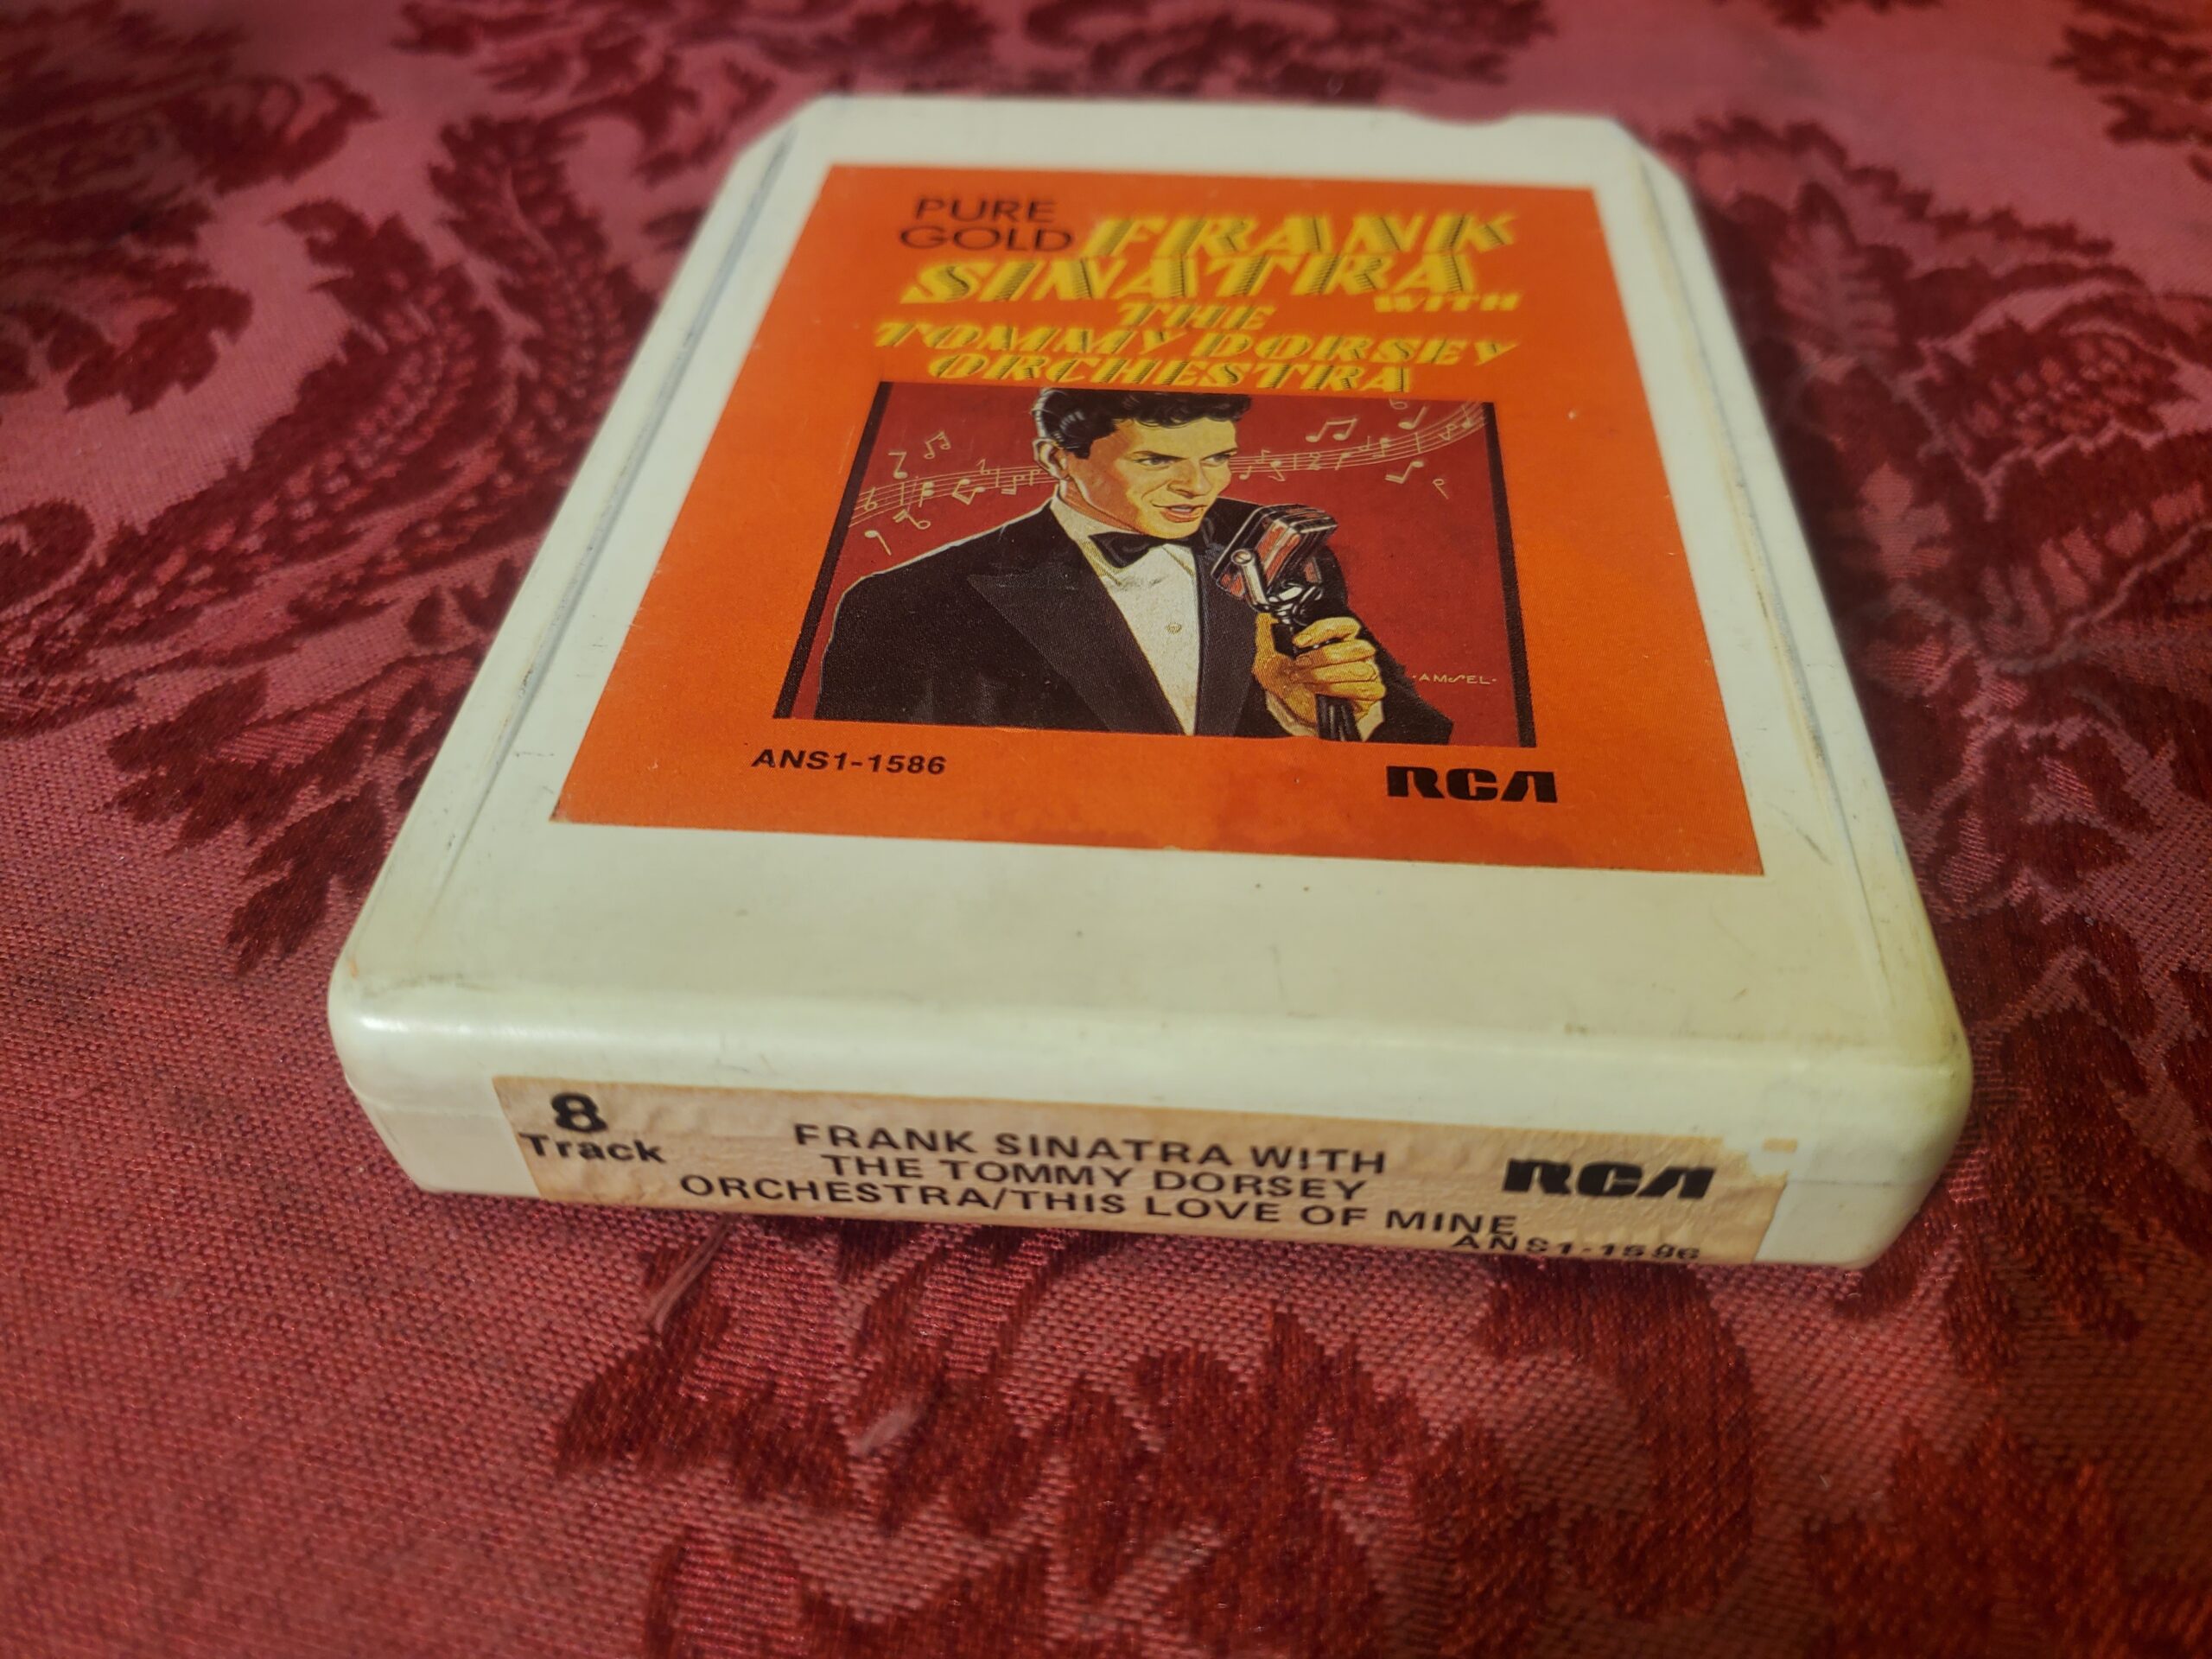 PURE
GOLD FRANK
SINATRA WITH
THE
TOMMY DORSEY
ORCHESTRA
·AMSEL·
ANS1-1586 RCA
8
Track
FRANK SINATRA WITH
THE TOMMY DORSEY
ORCHESTRA/THIS LOVE OF MINE
RCA
ANS1-1586